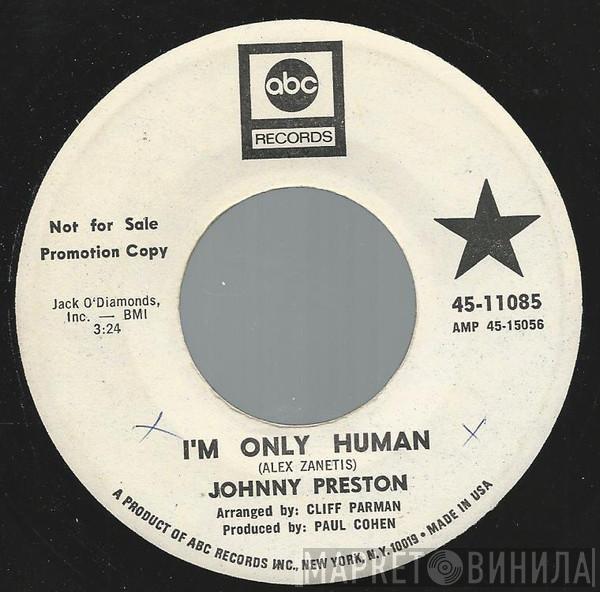 abc
RECORDS
Not for Sale
Promotion Copy
Jack O'Diamonds,
Inc. — BMI
3:24
45-11085
AMP 45-15056
I'M ONLY HUMAN
(ALEX ZANETIS)
JOHNNY PRESTON
Arranged by: CLIFF PARMAN
Produced by: PAUL COHEN
A PRODUCT OF ABC RECORDS INC., NEW YORK, N.Y. 10019 • MADE IN USA
МАРКЕТ ВИНИЛА